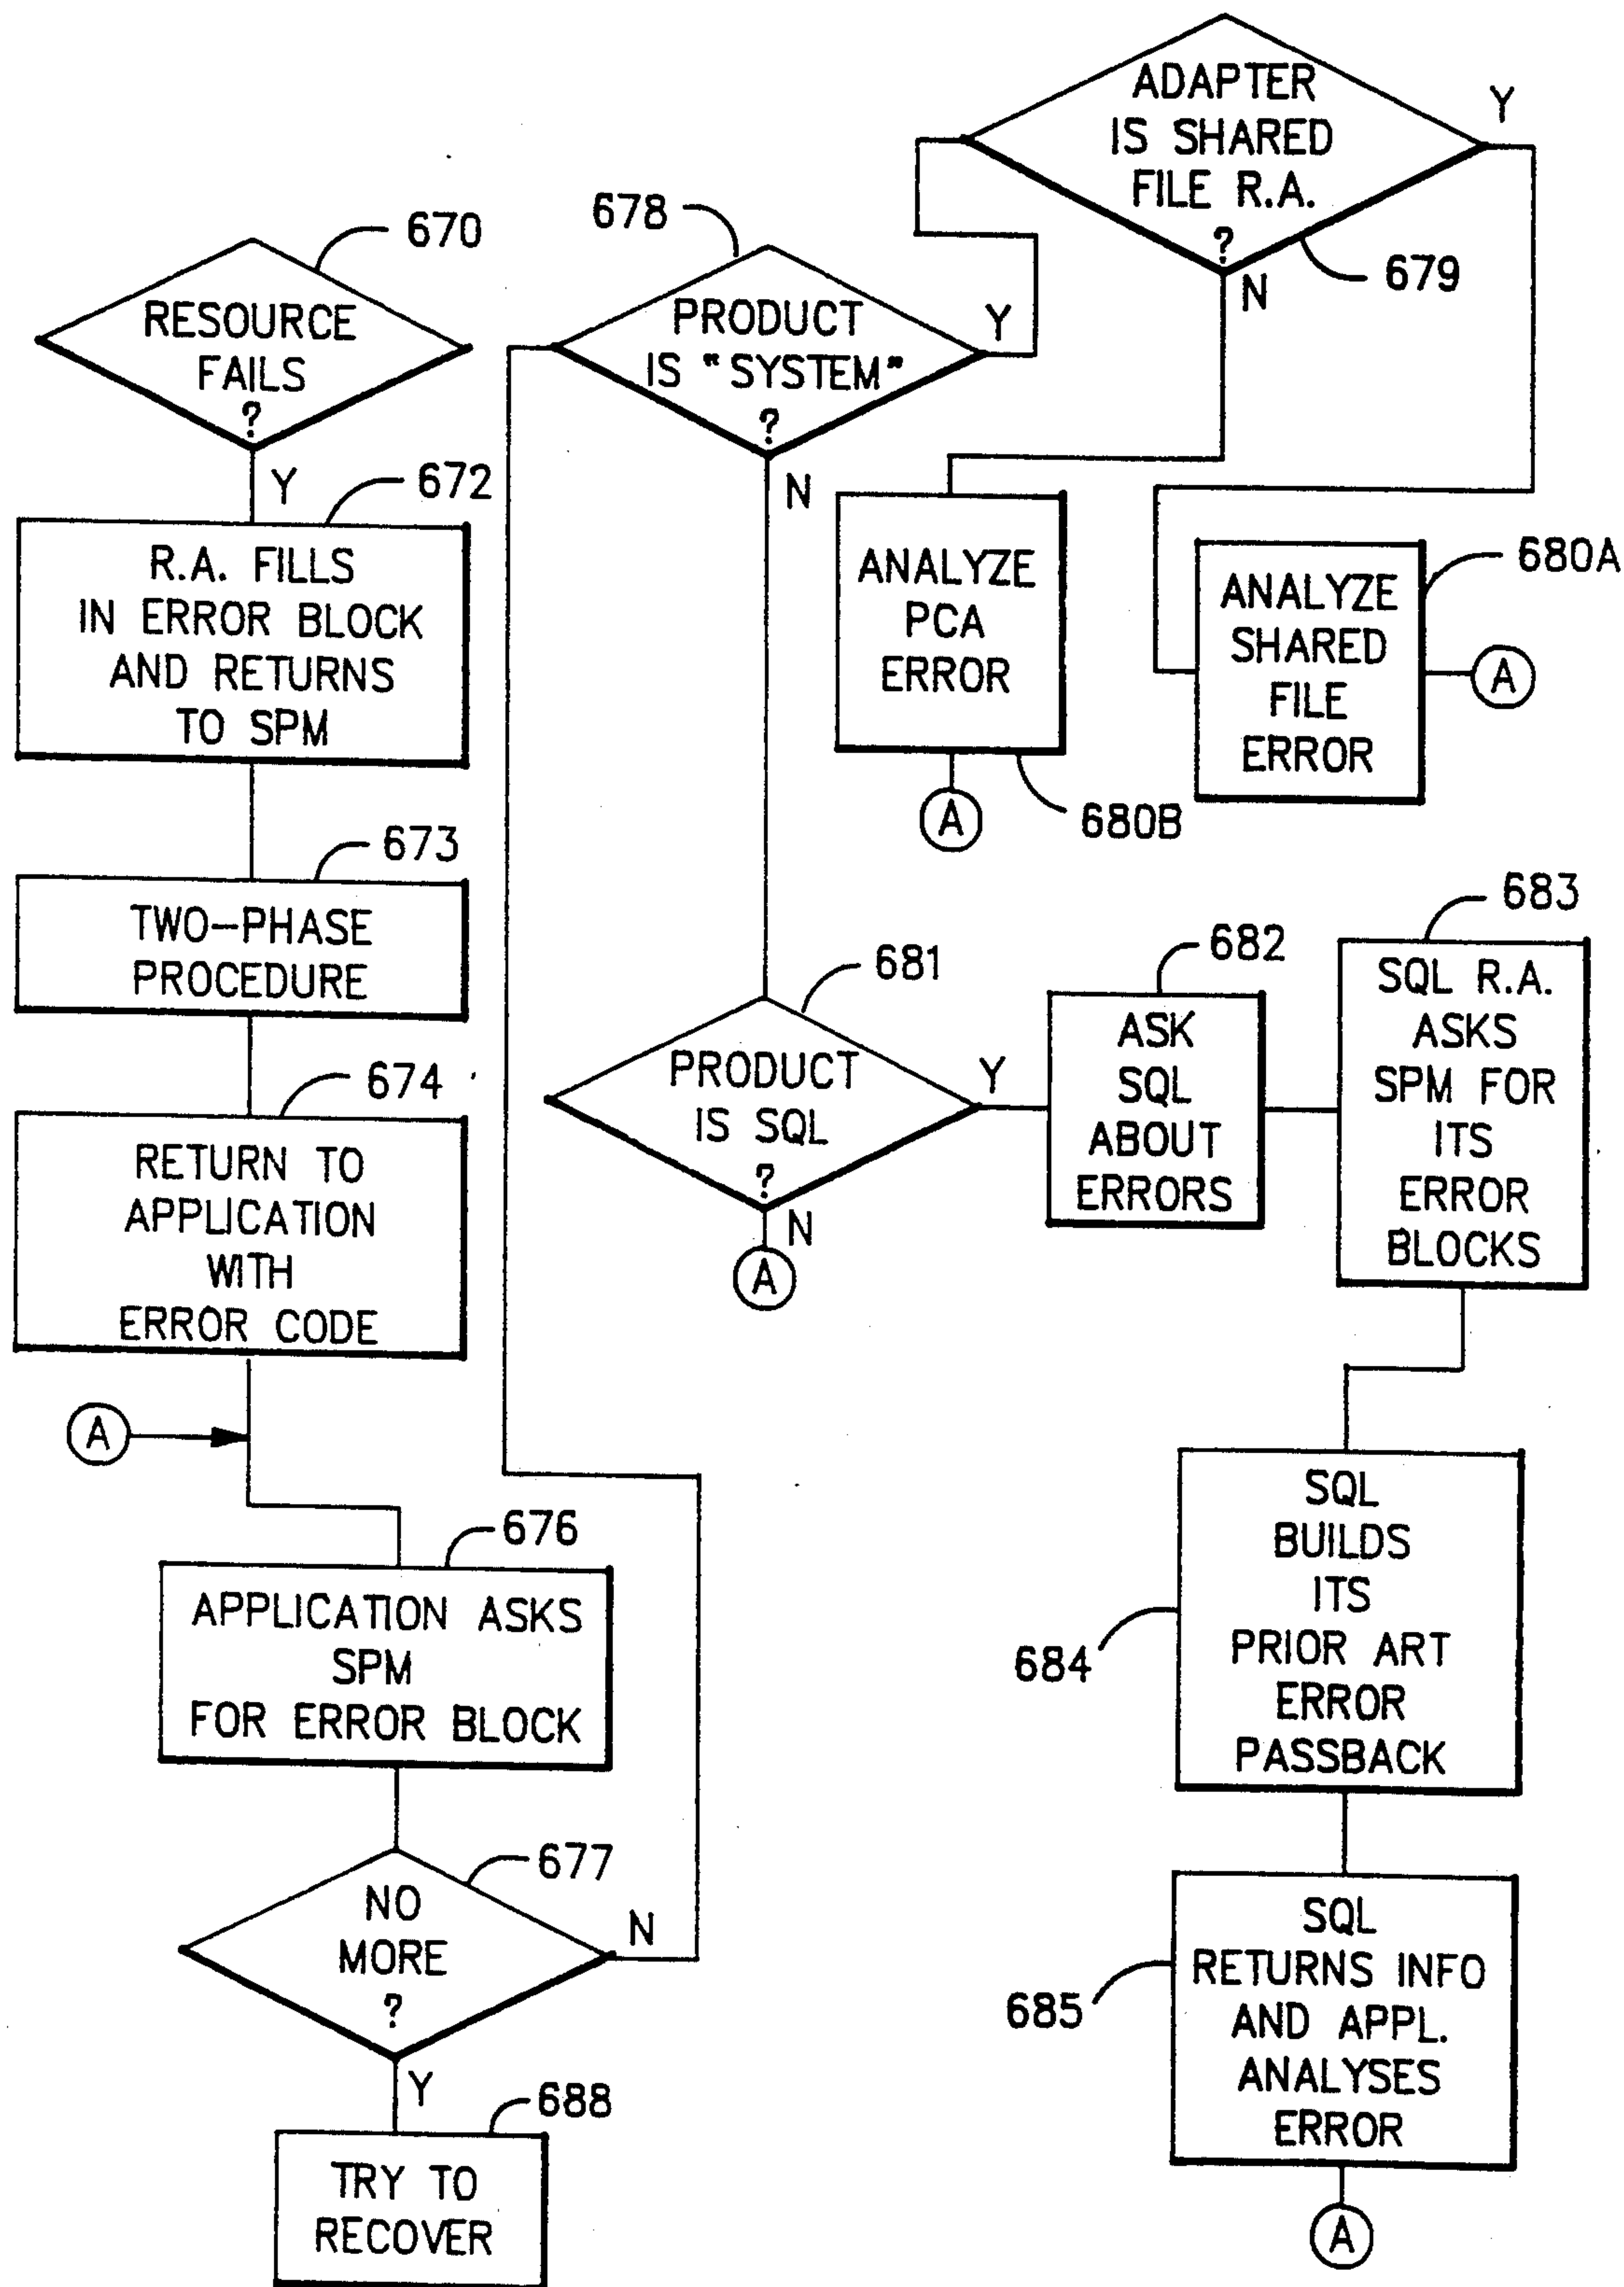 670
RESOURCE
FAILS
?
Y
672
R.A. FILLS
IN ERROR BLOCK
AND RETURNS
TO SPM
673
TWO-PHASE
PROCEDURE
674
RETURN TO
APPLICATION
WITH
ERROR CODE
A
676
APPLICATION ASKS
SPM
FOR ERROR BLOCK
677
NO
MORE
?
N
Y
688
TRY TO
RECOVER
678
PRODUCT
IS "SYSTEM"
?
Y
N
ADAPTER
IS SHARED
FILE R.A.
?
Y
N
679
ANALYZE
PCA
ERROR
680B
A
680A
ANALYZE
SHARED
FILE
ERROR
A
681
PRODUCT
IS SQL
?
Y
N
A
682
ASK
SQL
ABOUT
ERRORS
683
SQL R.A.
ASKS
SPM FOR
ITS
ERROR
BLOCKS
684
SQL
BUILDS
ITS
PRIOR ART
ERROR
PASSBACK
685
SQL
RETURNS INFO
AND APPL.
ANALYSES
ERROR
A